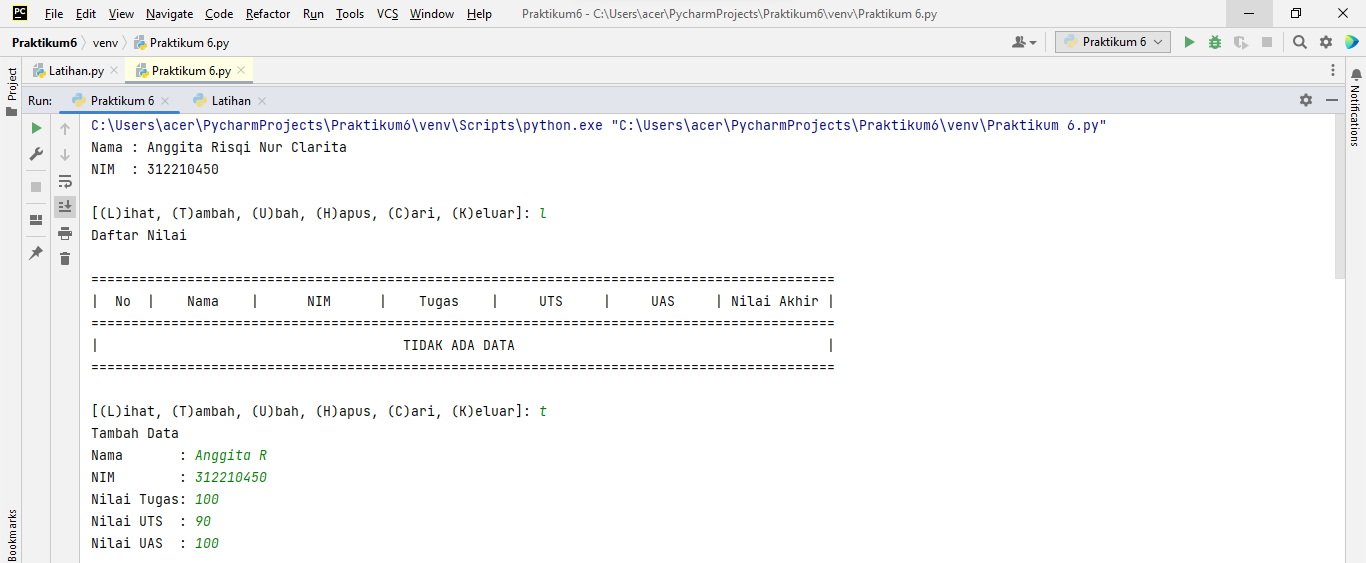 PC File Edit View Navigate Code Refactor Run Tools VCS Window Help Praktikum6 - C:\Users\acer\PycharmProjects\Praktikum6\venv\Praktikum 6.py
Praktikum6 venv Praktikum 6.py Praktikum 6
Project
Latihan.py Praktikum 6.py
Notifications
Run: Praktikum 6 Latihan
C:\Users\acer\PycharmProjects\Praktikum6\venv\Scripts\python.exe "C:\Users\acer\PycharmProjects\Praktikum6\venv\Praktikum 6.py"
Nama : Anggita Risqi Nur Clarita
NIM  : 312210450
[(L)ihat, (T)ambah, (U)bah, (H)apus, (C)ari, (K)eluar]: l
Daftar Nilai
=============================================================================================
|  No  |    Nama    |      NIM      |    Tugas    |     UTS     |     UAS     | Nilai Akhir |
=============================================================================================
|                                      TIDAK ADA DATA                                       |
=============================================================================================
[(L)ihat, (T)ambah, (U)bah, (H)apus, (C)ari, (K)eluar]: t
Tambah Data
Nama       : Anggita R
NIM        : 312210450
Nilai Tugas: 100
Nilai UTS  : 90
Nilai UAS  : 100
Bookmarks